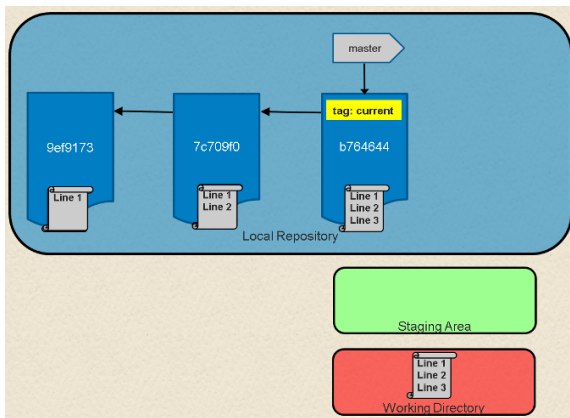 master
tag: current
9ef9173
7c709f0
b764644
Line 1
Line 1
Line 2
Line 1
Line 2
Line 3
Local Repository
Staging Area
Line 1
Line 2
Line 3
Working Directory